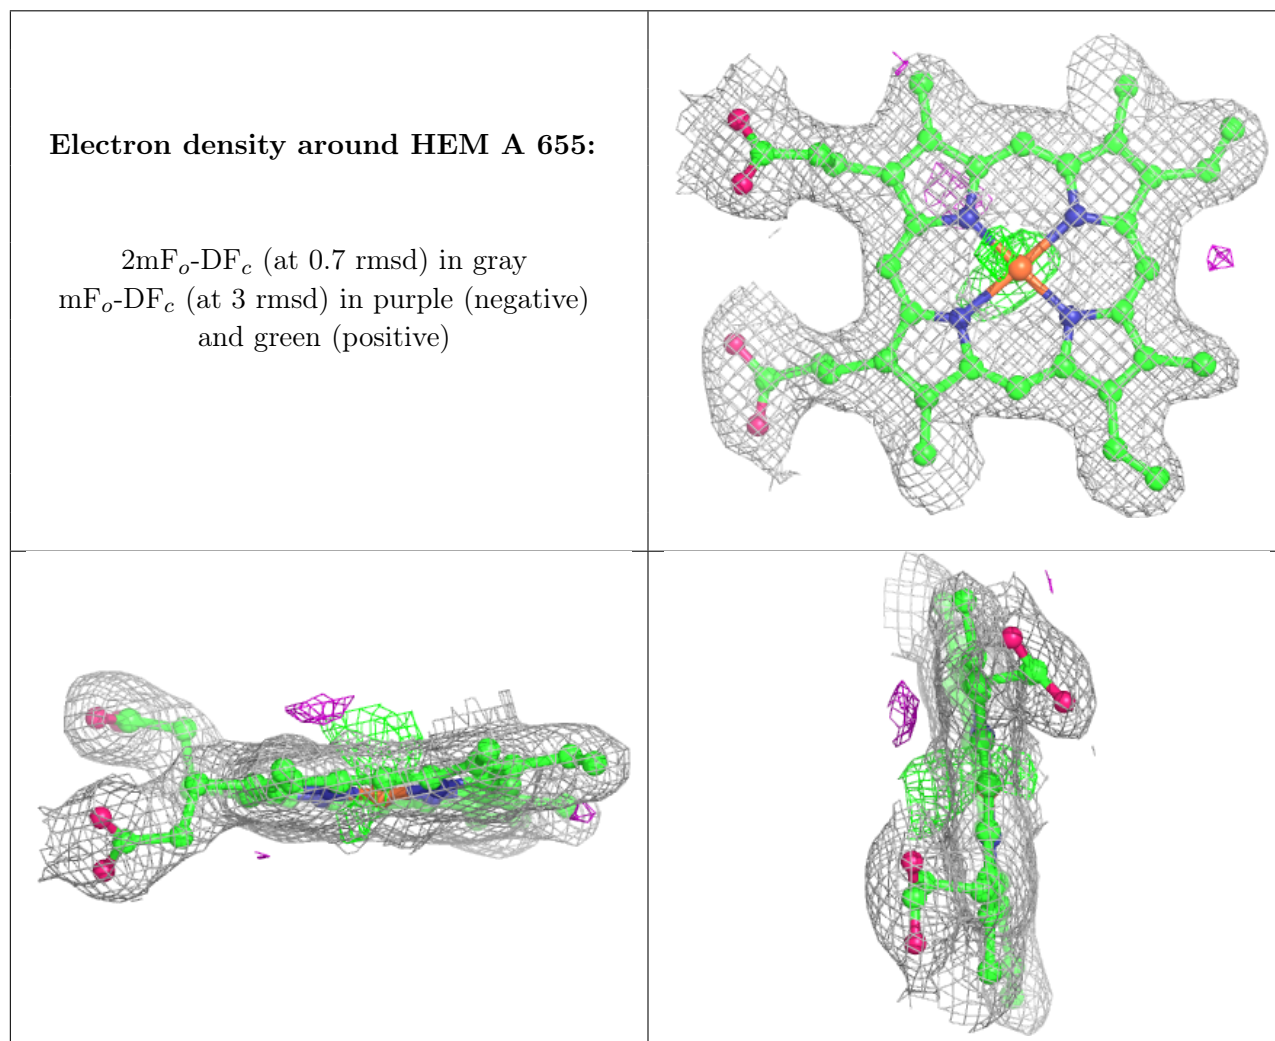 Electron density around HEM A 655:
2mFₒ-DF𝒸 (at 0.7 rmsd) in gray
mFₒ-DF𝒸 (at 3 rmsd) in purple (negative)
and green (positive)